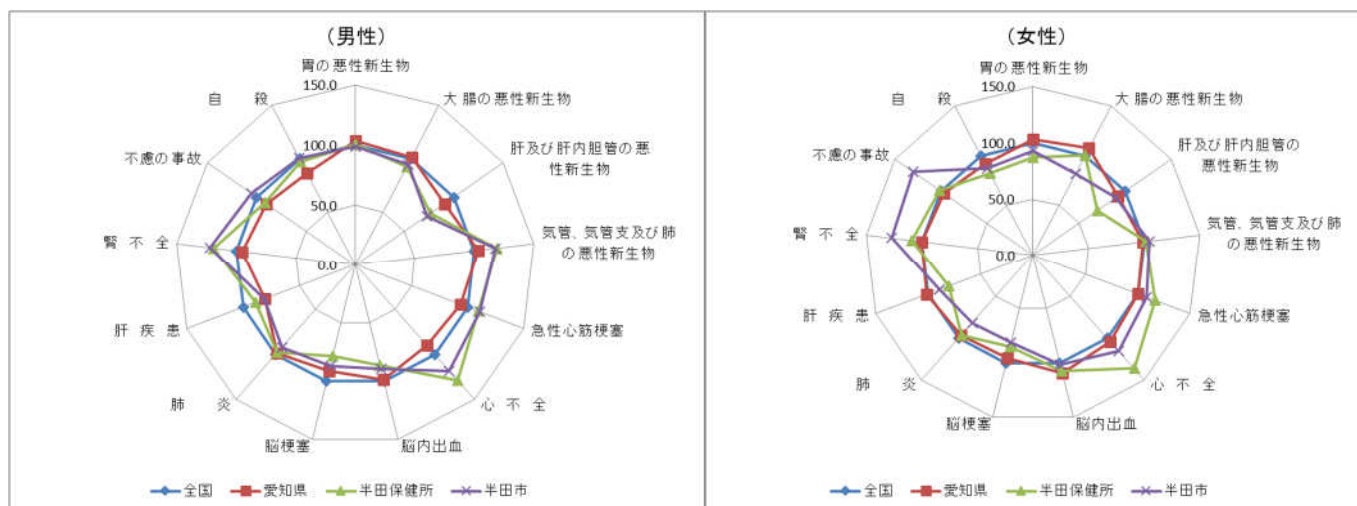 （男性）
胃の悪性新生物
150.0
大腸の悪性新生物
自 殺
肝及び肝内胆管の悪
性新生物
不慮の事故
100.0
気管、気管支及び肺
の悪性新生物
腎 不 全
50.0
0.0
急性心筋梗塞
肝 疾 患
心 不 全
肺 炎
脳内出血
脳梗塞
全国
愛知県
半田保健所
半田市
（女性）
胃の悪性新生物
150.0
大腸の悪性新生物
自 殺
肝及び肝内胆管の
悪性新生物
不慮の事故
100.0
気管、気管支及び肺
の悪性新生物
腎 不 全
50.0
0.0
急性心筋梗塞
肝 疾 患
心 不 全
肺 炎
脳内出血
脳梗塞
全国
愛知県
半田保健所
半田市